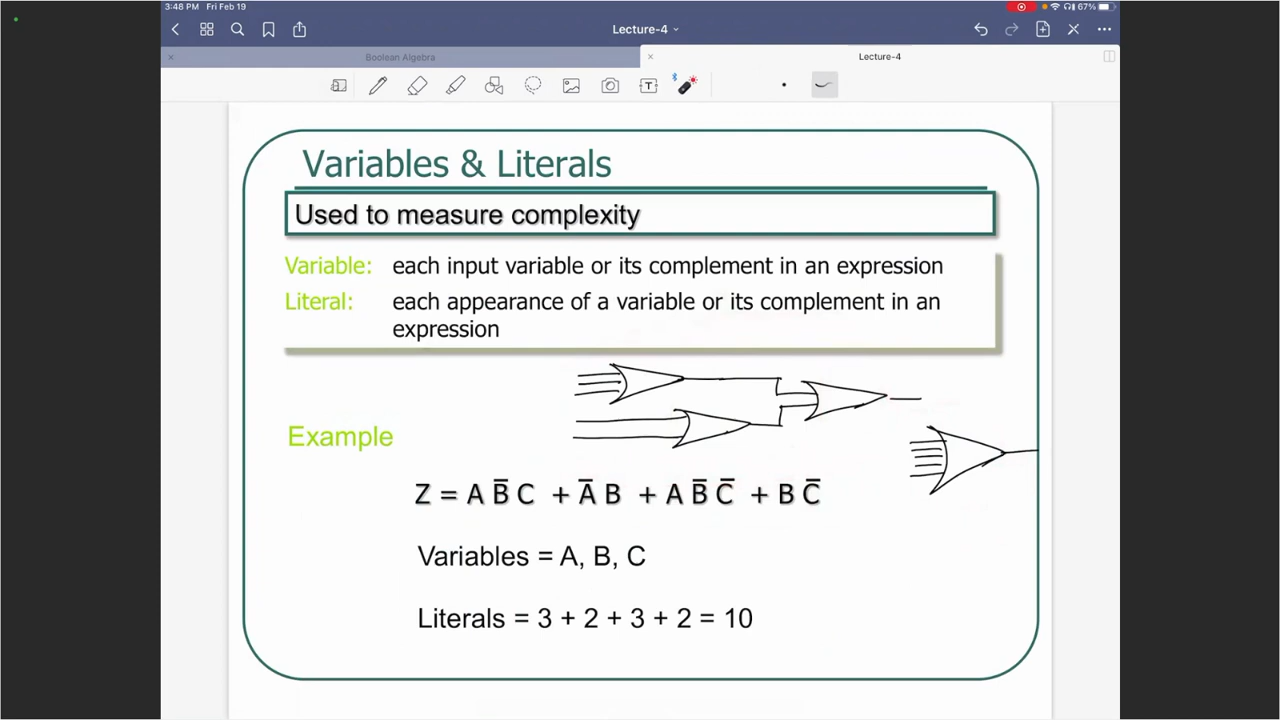 3:48 PM Fri Feb 19
67%
Lecture-4
Boolean Algebra
Lecture-4
T
Variables & Literals
Used to measure complexity
Variable: each input variable or its complement in an expression
Literal: each appearance of a variable or its complement in an
expression
Example
Z = A B̅ C + A̅ B + A B̅ C̅ + B C̅
Variables = A, B, C
Literals = 3 + 2 + 3 + 2 = 10